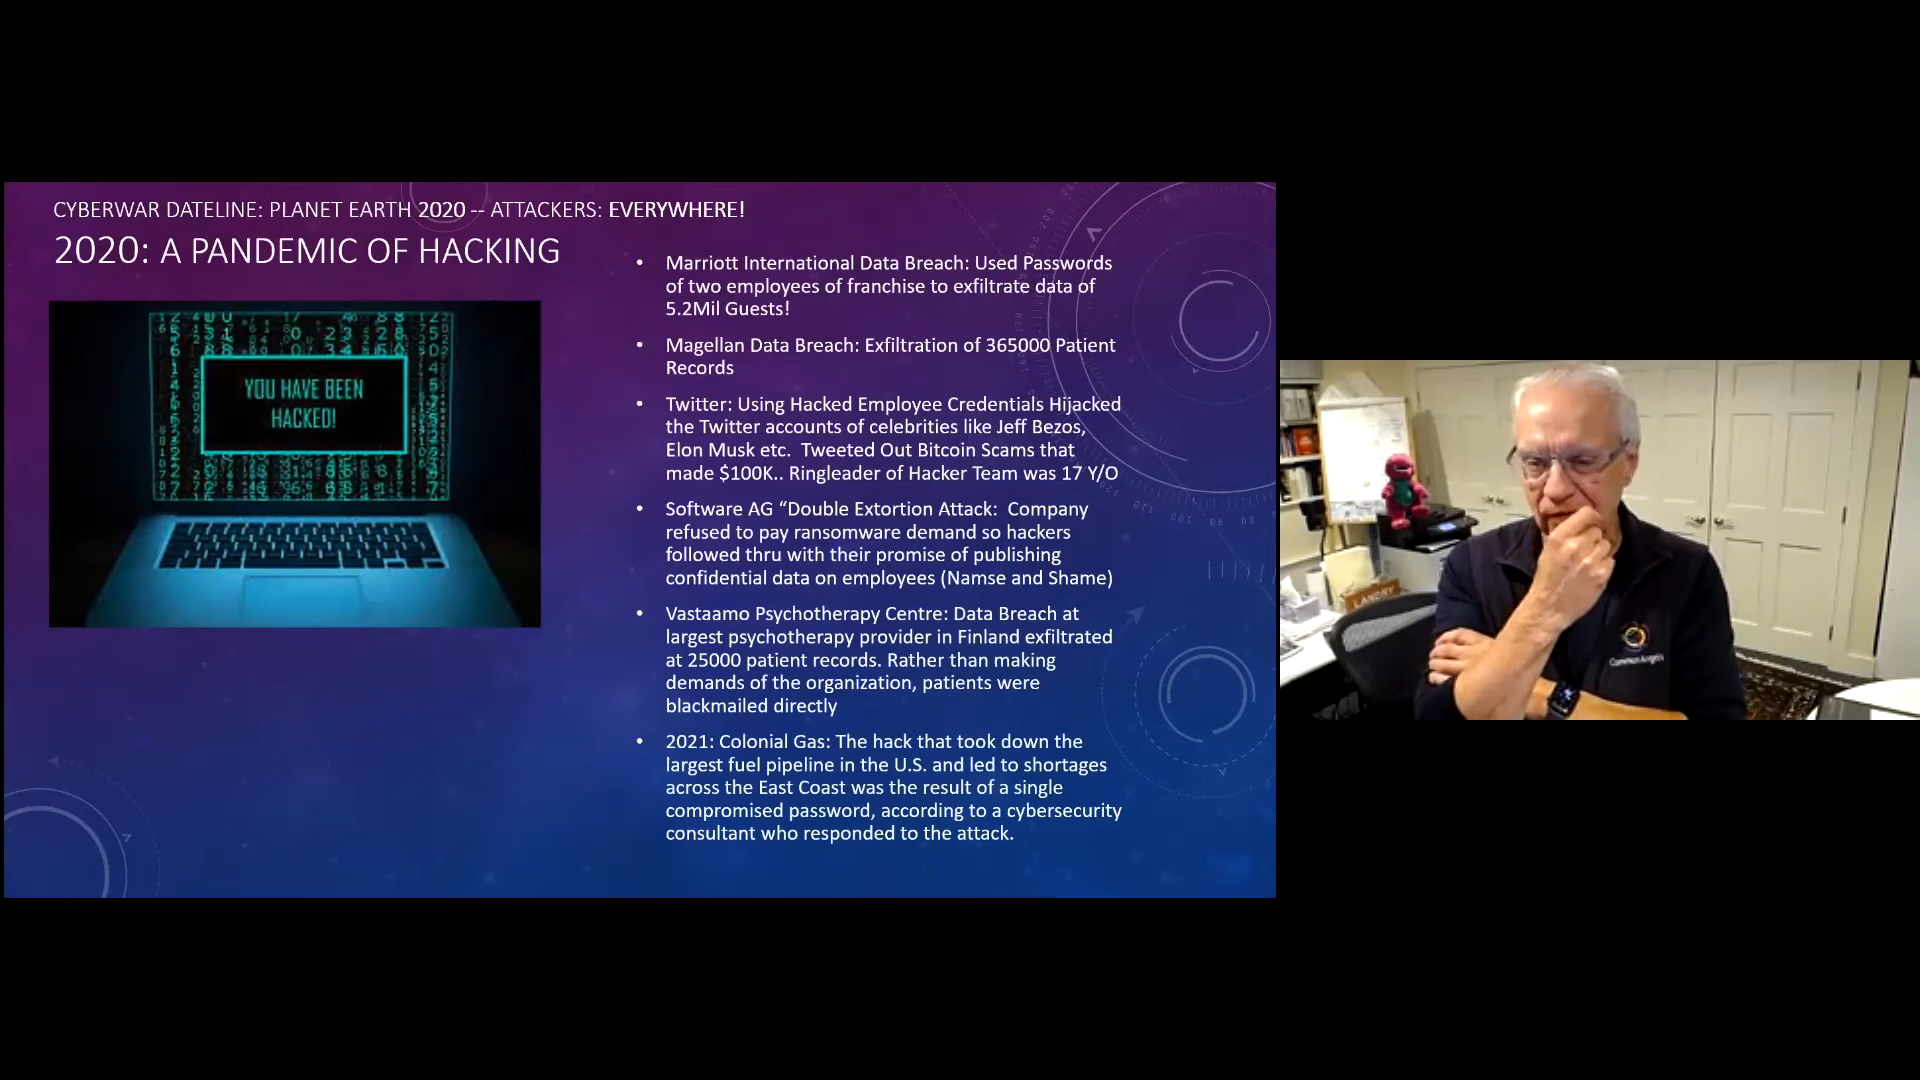 CYBERWAR DATELINE: PLANET EARTH 2020 -- ATTACKERS: EVERYWHERE!
2020: A PANDEMIC OF HACKING
YOU HAVE BEEN
HACKED!
• Marriott International Data Breach: Used Passwords
of two employees of franchise to exfiltrate data of
5.2Mil Guests!
• Magellan Data Breach: Exfiltration of 365000 Patient
Records
• Twitter: Using Hacked Employee Credentials Hijacked
the Twitter accounts of celebrities like Jeff Bezos,
Elon Musk etc.  Tweeted Out Bitcoin Scams that
made $100K.. Ringleader of Hacker Team was 17 Y/O
• Software AG “Double Extortion Attack:  Company
refused to pay ransomware demand so hackers
followed thru with their promise of publishing
confidential data on employees (Namse and Shame)
• Vastaamo Psychotherapy Centre: Data Breach at
largest psychotherapy provider in Finland exfiltrated
at 25000 patient records. Rather than making
demands of the organization, patients were
blackmailed directly
• 2021: Colonial Gas: The hack that took down the
largest fuel pipeline in the U.S. and led to shortages
across the East Coast was the result of a single
compromised password, according to a cybersecurity
consultant who responded to the attack.
LANDRY
CommonAngels